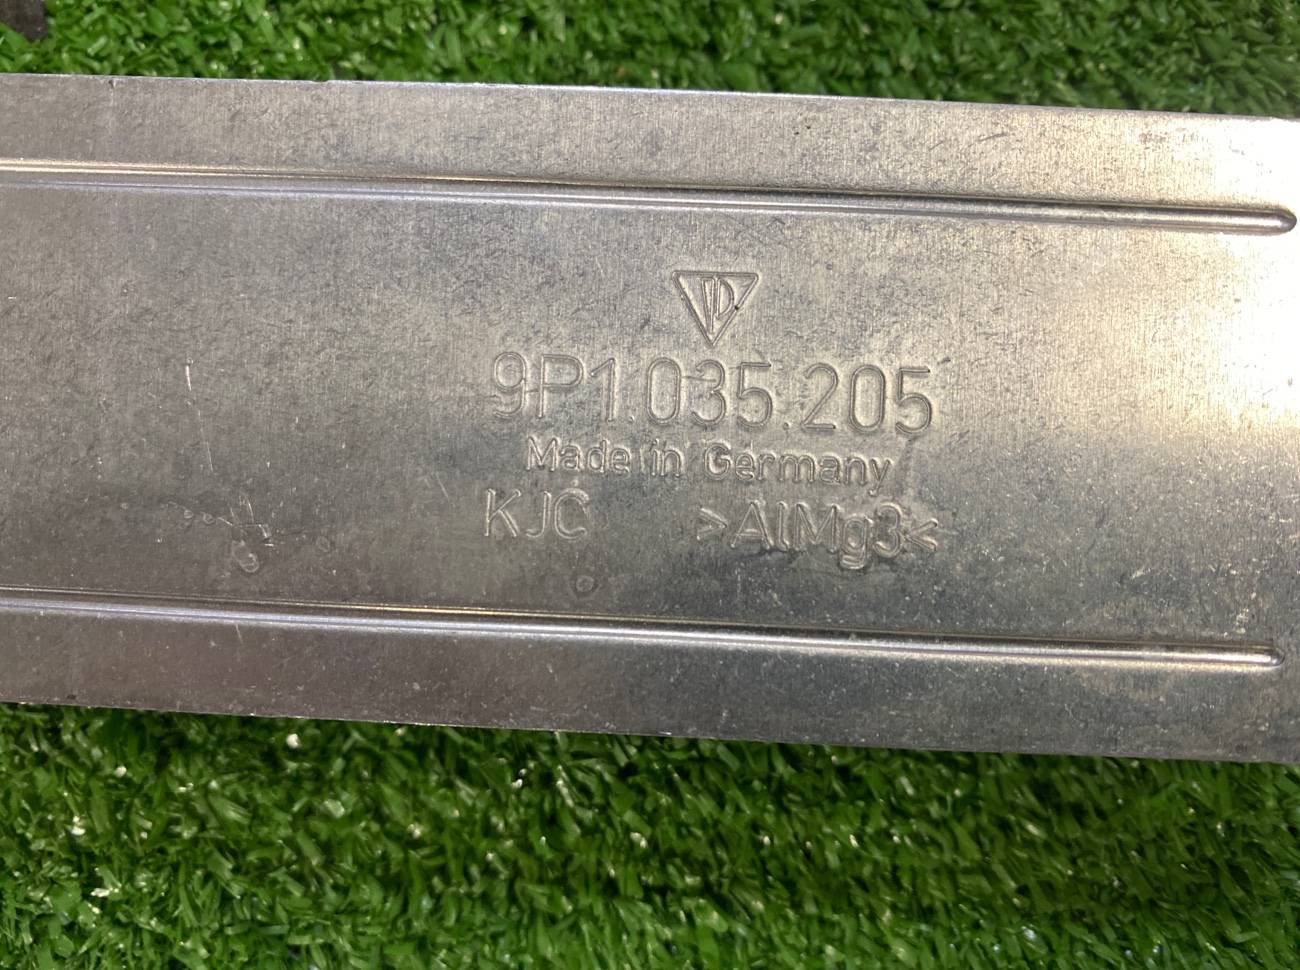 9P1.035.205
Made in Germany
KJC >AlMg3<